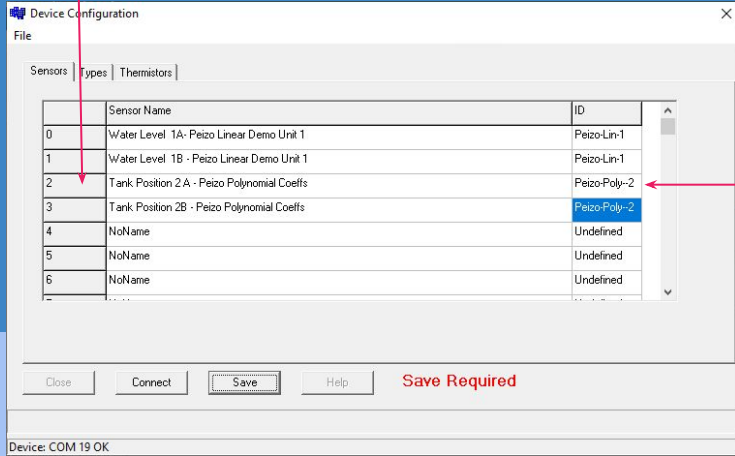 Device Configuration
File
Sensors Types Thermistors
Sensor Name ID
0 Water Level 1A- Peizo Linear Demo Unit 1 Peizo-Lin-1
1 Water Level 1B - Peizo Linear Demo Unit 1 Peizo-Lin-1
2 Tank Position 2 A - Peizo Polynomial Coeffs Peizo-Poly--2
3 Tank Position 2B - Peizo Polynomial Coeffs Peizo-Poly--2
4 NoName Undefined
5 NoName Undefined
6 NoName Undefined
Close Connect Save Help Save Required
Device: COM 19 OK